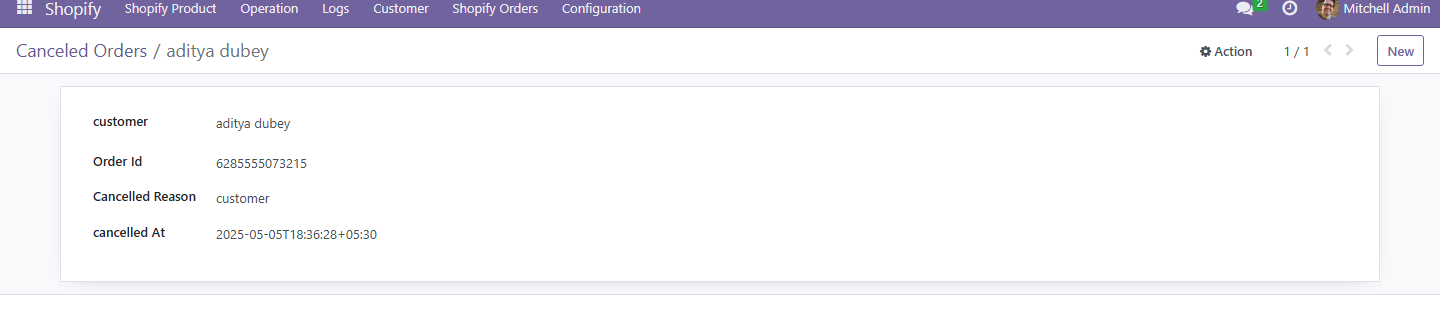 Shopify Shopify Product Operation Logs Customer Shopify Orders Configuration 2 Mitchell Admin
Canceled Orders / aditya dubey Action 1 / 1 New
customer aditya dubey
Order Id 6285555073215
Cancelled Reason customer
cancelled At 2025-05-05T18:36:28+05:30